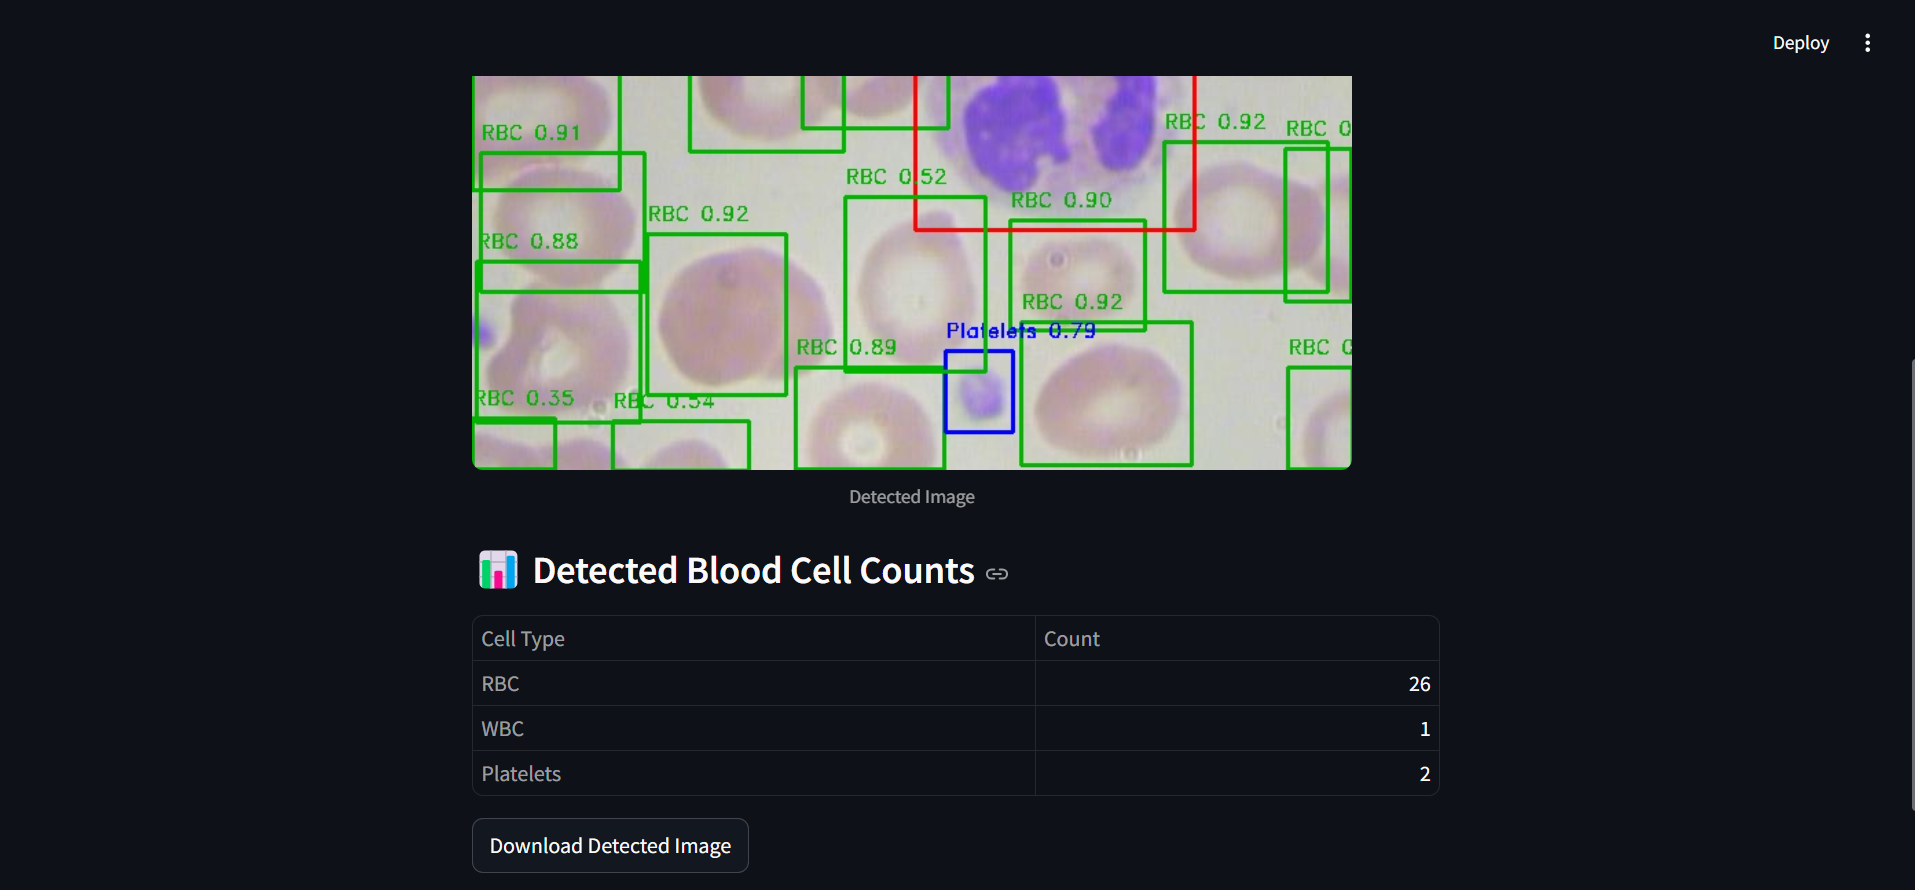 Deploy
RBC 0.91
RBC 0.92
RBC 0
RBC 0.52
RBC 0.90
RBC 0.92
RBC 0.88
RBC 0.92
Platelets 0.79
RBC 0.89
RBC 0
RBC 0.35
RBC 0.54
Detected Image
Detected Blood Cell Counts
Cell Type Count
RBC 26
WBC 1
Platelets 2
Download Detected Image